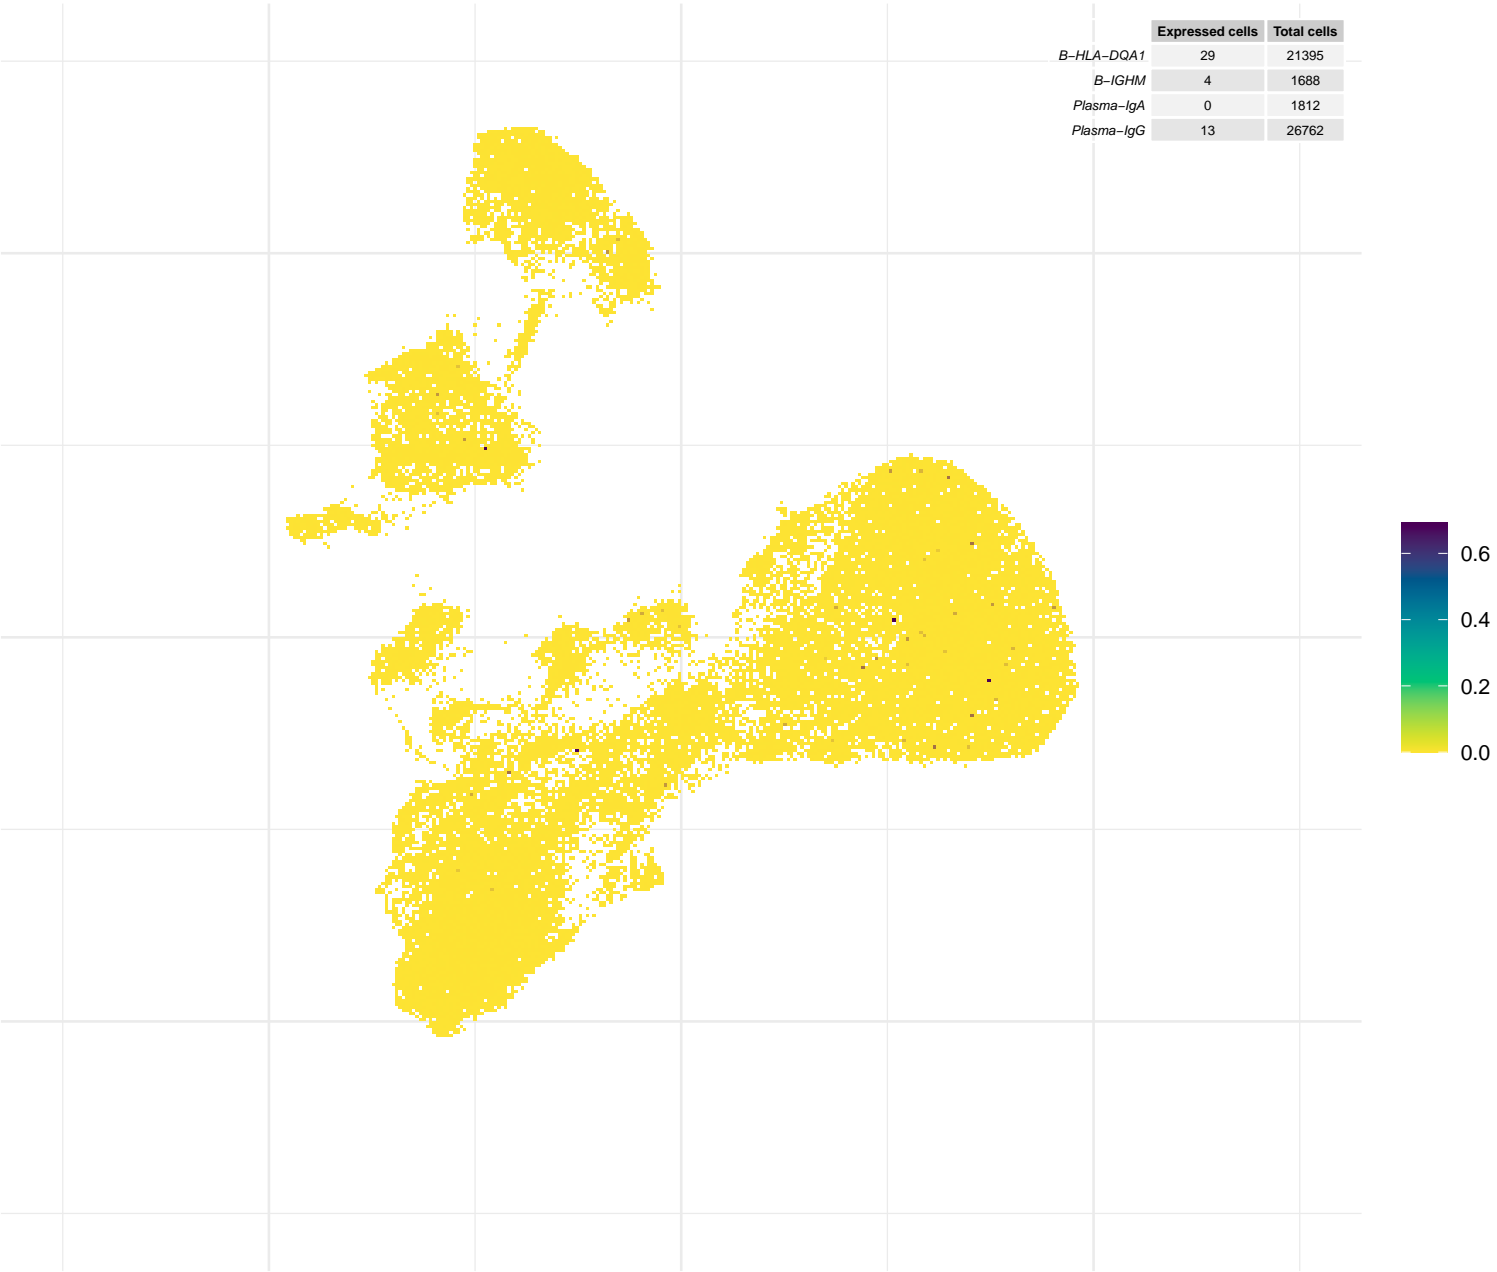 Expressed cells Total cells
B−HLA−DQA1 29 21395
B−IGHM 4 1688
Plasma−IgA 0 1812
Plasma−IgG 13 26762
0.6
0.4
0.2
0.0